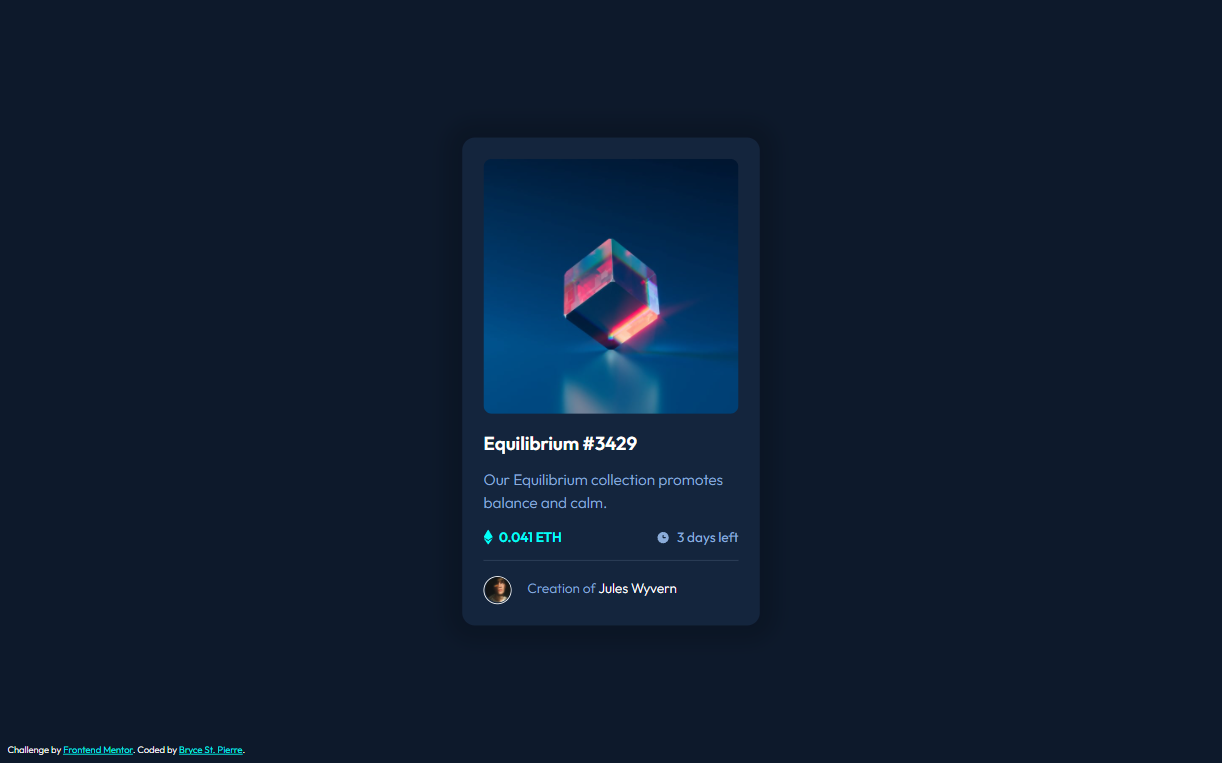 Equilibrium #3429
Our Equilibrium collection promotes
balance and calm.
0.041 ETH
3 days left
Creation of Jules Wyvern
Challenge by Frontend Mentor. Coded by Bryce St. Pierre.